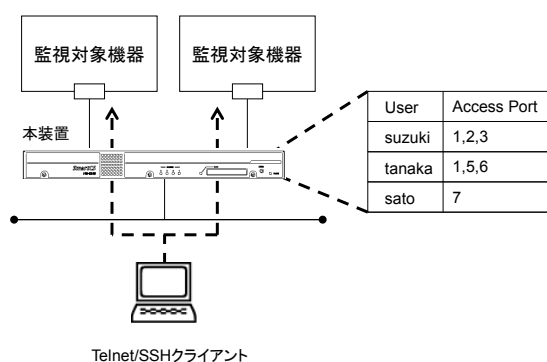 監視対象機器
監視対象機器
本装置
SmartCS
User Access Port
suzuki 1,2,3
tanaka 1,5,6
sato 7
Telnet/SSHクライアント